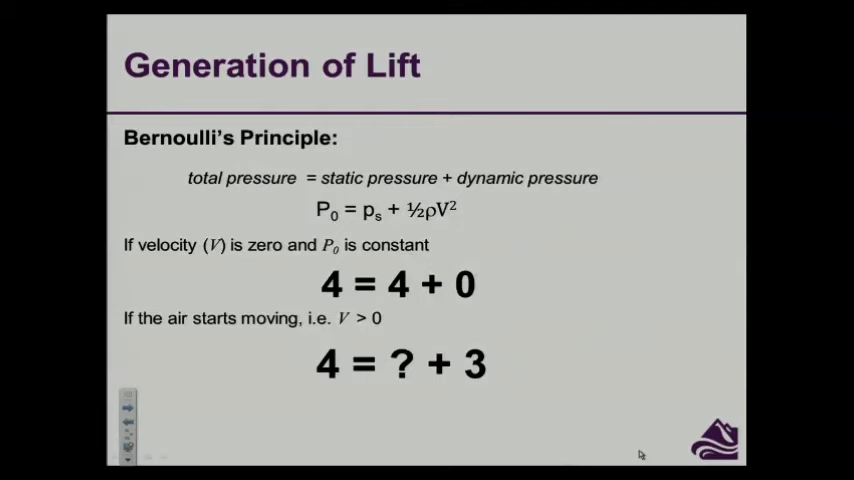 Generation of Lift
Bernoulli's Principle:
total pressure = static pressure + dynamic pressure
P₀ = pₛ + ½ρV²
If velocity (V) is zero and P₀ is constant
4 = 4 + 0
If the air starts moving, i.e. V > 0
4 = ? + 3